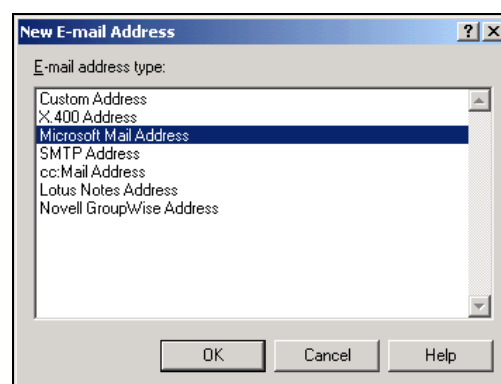 New E-mail Address
E-mail address type:
Custom Address
X.400 Address
Microsoft Mail Address
SMTP Address
cc:Mail Address
Lotus Notes Address
Novell GroupWise Address
OK Cancel Help